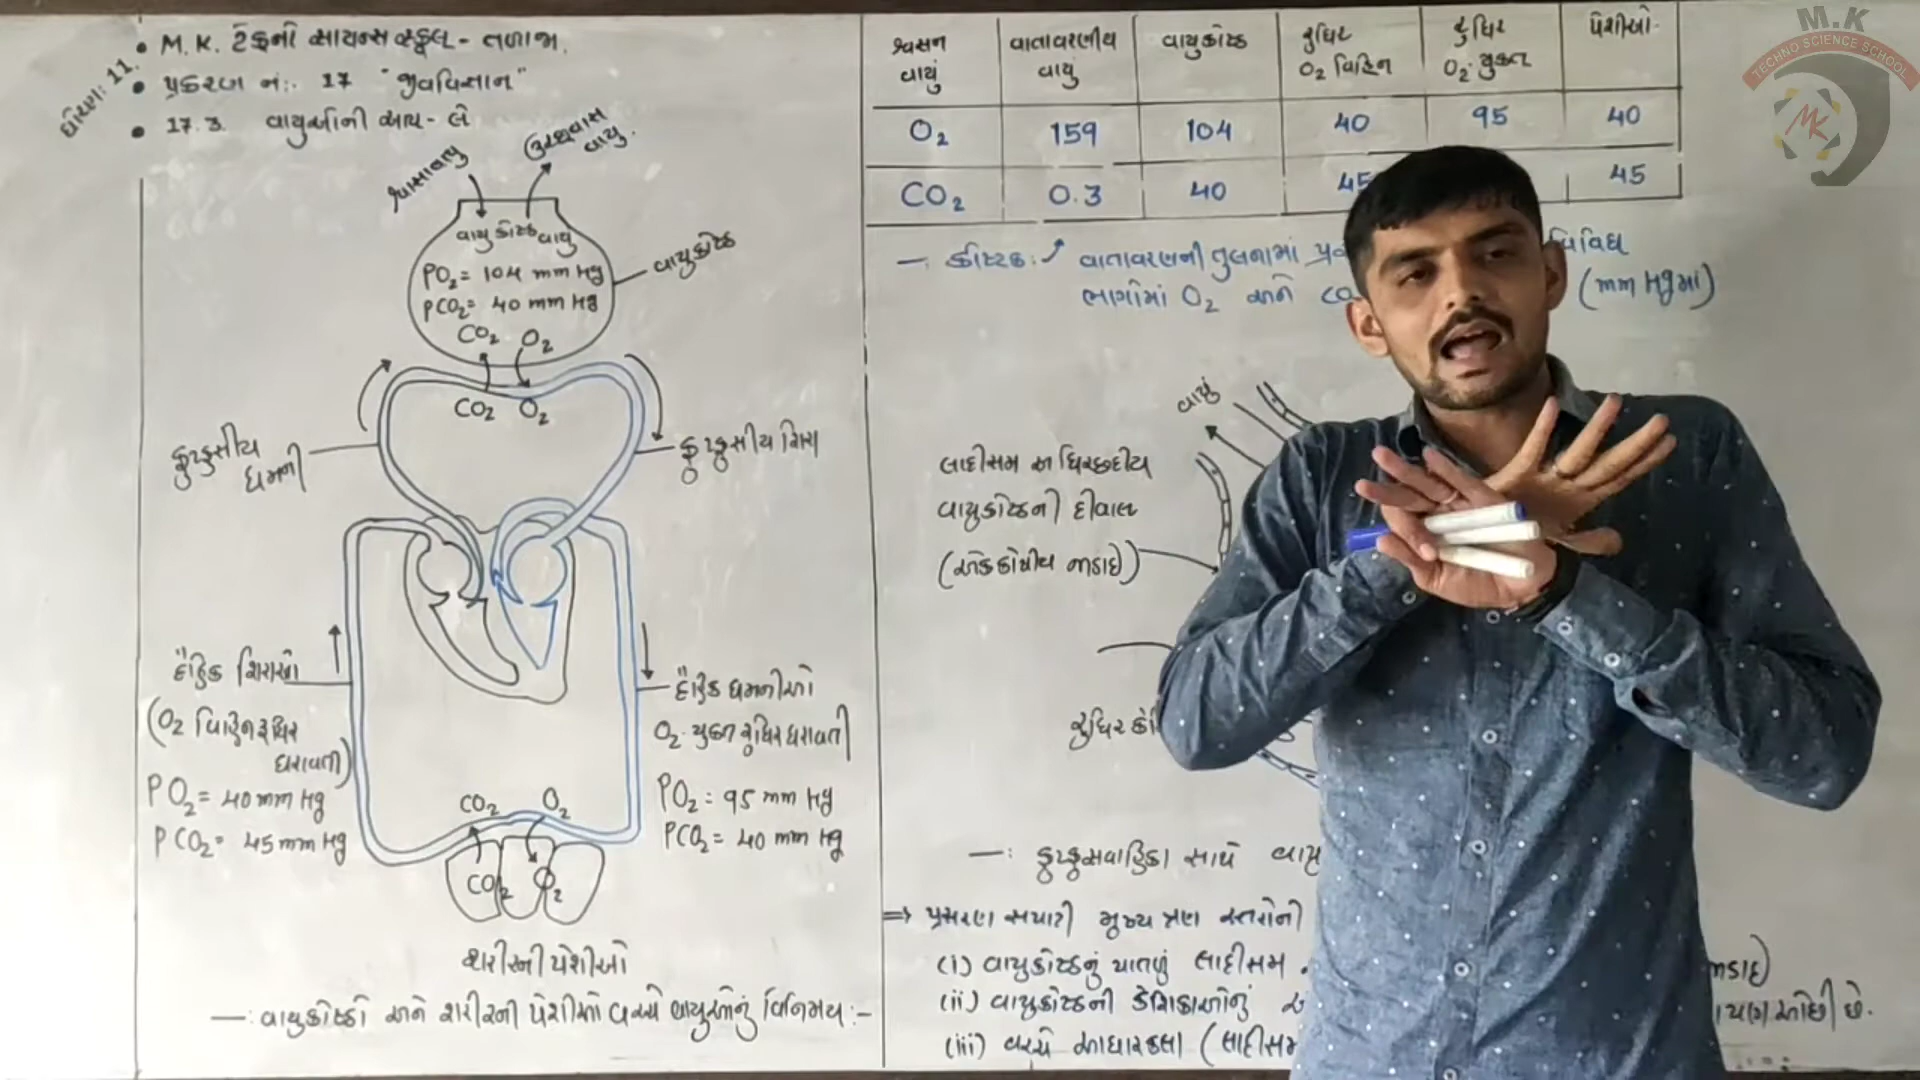 ધોરણ: 11.
• M. K. ટેકનો સાયન્સ સ્કૂલ - તળાજા.
• પ્રકરણ નં:- 17 "જીવવિજ્ઞાન"
• 17.3. વાયુઓની આપ - લે
શ્વાસવાયુ
ઉચ્છવાસ વાયુ.
વાયુકોષ્ઠ વાયુ
PO2 = 104 mm Hg
PCO2 = 40 mm Hg
CO2 O2
વાયુકોષ્ઠ
CO2 O2
ફુપ્ફુસીય ધમની
ફુપ્ફુસીય શિરા
દૈહિક શિરાઓ
(O2 વિહિન રૂધિર
ધરાવતી)
PO2 = 40 mm Hg
PCO2 = 45 mm Hg
દૈહિક ધમનીઓ
O2 યુક્ત રુધિર ધરાવતી
PO2 = 95 mm Hg
PCO2 = 40 mm Hg
CO2 O2
CO2 O2
શરીરની પેશીઓ
—: વાયુકોષ્ઠો અને શરીરની પેશીઓ વચ્ચે વાયુઓનું વિનિમય :-
શ્વસન વાયું વાતાવરણીય વાયું વાયુકોષ્ઠ રુધિર O2 વિહિન રુધિર O2 યુક્ત પેશીઓ
O2 159 104 40 95 40
CO2 0.3 40 45 45
—: કોષ્ટક: વાતાવરણની તુલનામાં વિવિધ
ભાગોમાં O2 અને (mm Hg માં)
વાયું
લાદીસમ અધિચ્છદીય
વાયુકોષ્ઠની દીવાલ
(એકકોષીય જાડાઇ)
—: ફુપ્ફુસવાહિકા સાથે
⇒ પ્રસરણ સપાટી મુખ્ય ત્રણ સ્તરોની
(i) વાયુકોષ્ઠનું પાતળું લાદીસમ
(ii) વાયુકોષ્ઠની કેશિકાઓનું ઓછી છે.
(iii) વચ્ચે આધારકલા (લાદીસમ
M.K
TECHNO SCIENCE SCHOOL
MK